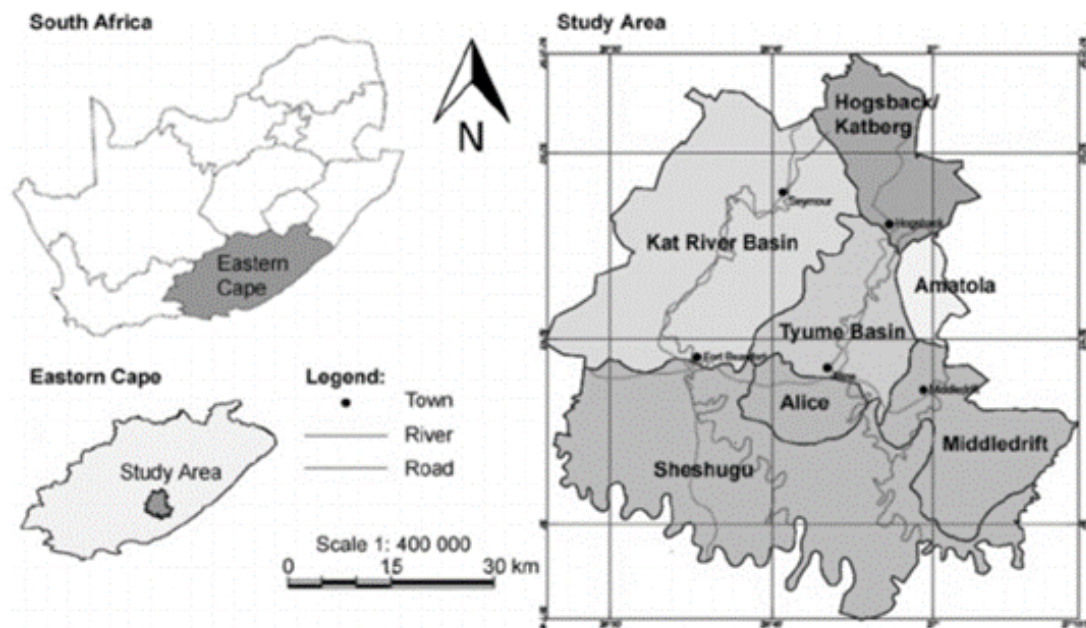 South Africa
Eastern
Cape
N
Eastern Cape
Study Area
Legend:
Town
River
Road
Scale 1: 400 000
0 15 30 km
Study Area
Hogsback/
Katberg
Seymour
Hogsback
Kat River Basin
Amatola
Tyume Basin
Fort Beaufort
Alice
Middledrift
Alice
Middledrift
Sheshugu